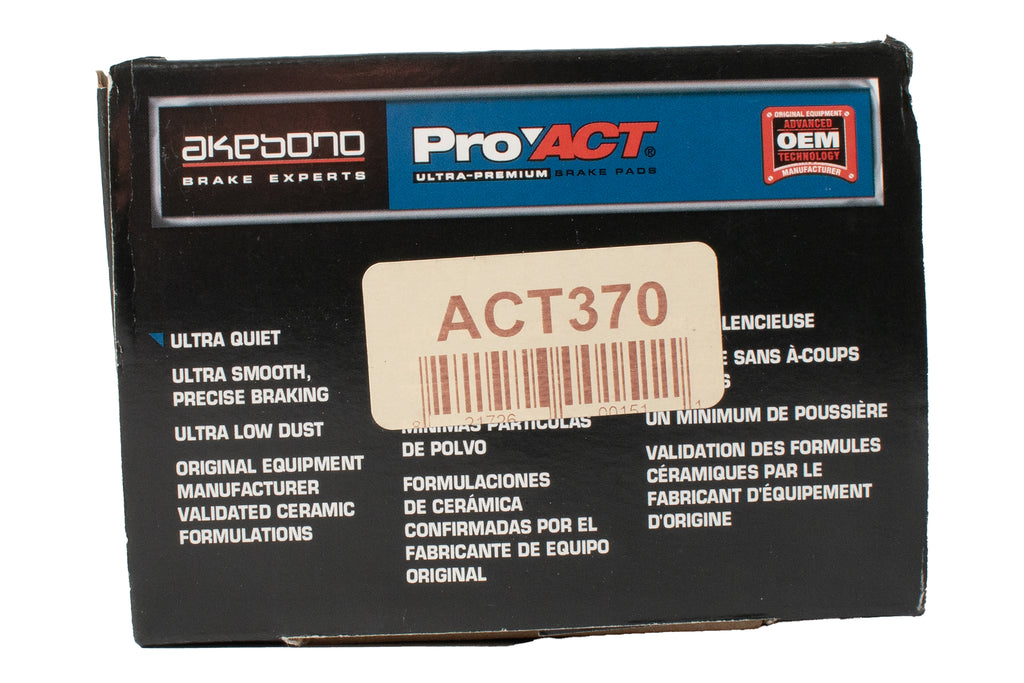 akebono
BRAKE EXPERTS
ProACT®
ULTRA-PREMIUM BRAKE PADS
ORIGINAL EQUIPMENT
ADVANCED
OEM
TECHNOLOGY
MANUFACTURER
ACT370
ULTRA QUIET
ULTRA SMOOTH,
PRECISE BRAKING
ULTRA LOW DUST
ORIGINAL EQUIPMENT
MANUFACTURER
VALIDATED CERAMIC
FORMULATIONS
MINIMAS PARTICULAS
DE POLVO
FORMULACIONES
DE CERÁMICA
CONFIRMADAS POR EL
FABRICANTE DE EQUIPO
ORIGINAL
SANS À-COUPS
UN MINIMUM DE POUSSIÈRE
VALIDATION DES FORMULES
CÉRAMIQUES PAR LE
FABRICANT D'ÉQUIPEMENT
D'ORIGINE